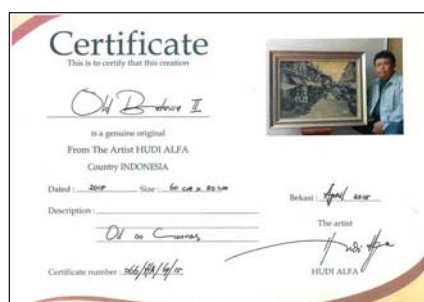 Certificate
This is to certify that this creation
Old Batavia II
is a genuine original
From The Artist HUDI ALFA
Country INDONESIA
Dated : 2015 Size : 60 cm x 80 cm
Bekasi : April 2015
Description :
The artist
Oil on Canvas
Certificate number :
HUDI ALFA